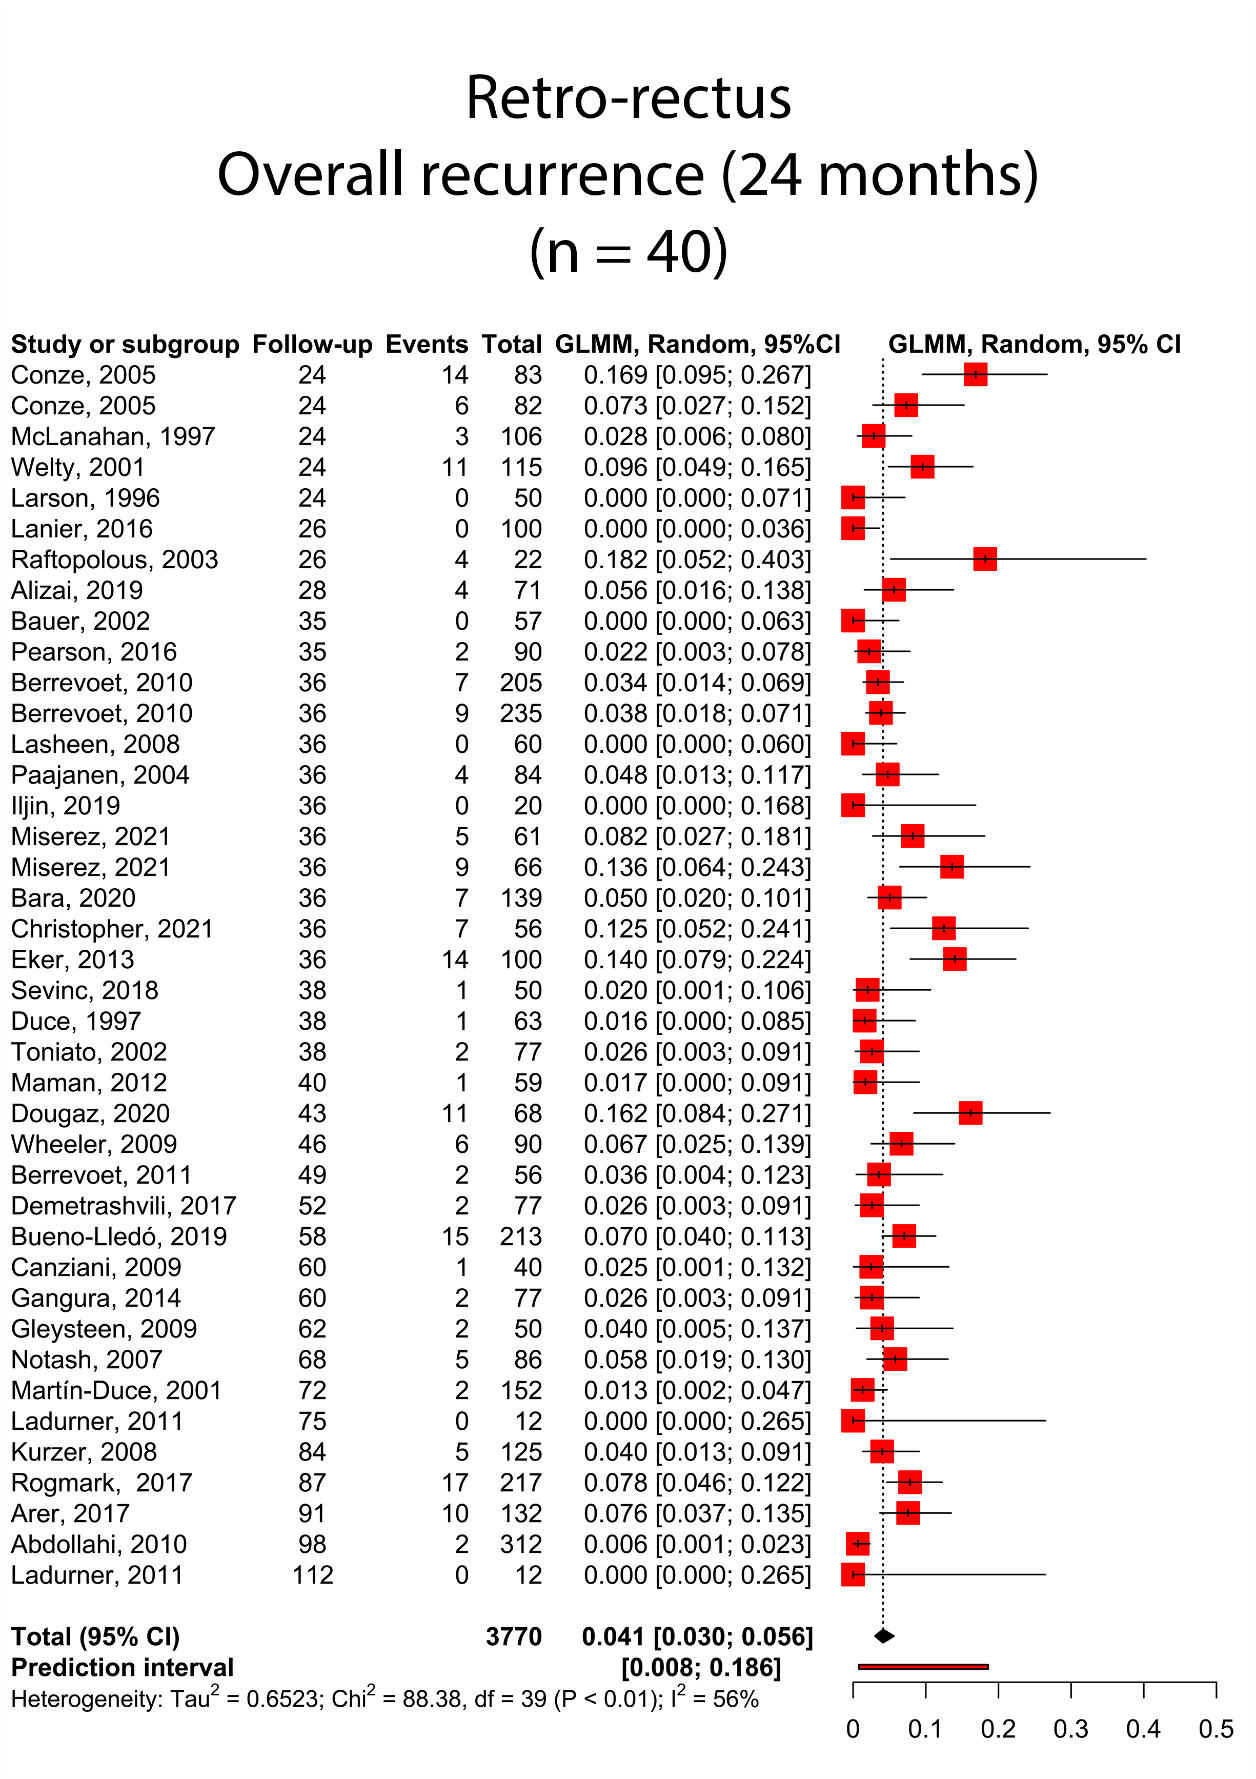 Retro-rectus
Overall recurrence (24 months)
(n = 40)
Study or subgroup Follow-up Events Total GLMM, Random, 95%CI GLMM, Random, 95% CI
Conze, 2005 24 14 83 0.169 [0.095; 0.267]
Conze, 2005 24 6 82 0.073 [0.027; 0.152]
McLanahan, 1997 24 3 106 0.028 [0.006; 0.080]
Welty, 2001 24 11 115 0.096 [0.049; 0.165]
Larson, 1996 24 0 50 0.000 [0.000; 0.071]
Lanier, 2016 26 0 100 0.000 [0.000; 0.036]
Raftopolous, 2003 26 4 22 0.182 [0.052; 0.403]
Alizai, 2019 28 4 71 0.056 [0.016; 0.138]
Bauer, 2002 35 0 57 0.000 [0.000; 0.063]
Pearson, 2016 35 2 90 0.022 [0.003; 0.078]
Berrevoet, 2010 36 7 205 0.034 [0.014; 0.069]
Berrevoet, 2010 36 9 235 0.038 [0.018; 0.071]
Lasheen, 2008 36 0 60 0.000 [0.000; 0.060]
Paajanen, 2004 36 4 84 0.048 [0.013; 0.117]
Iljin, 2019 36 0 20 0.000 [0.000; 0.168]
Miserez, 2021 36 5 61 0.082 [0.027; 0.181]
Miserez, 2021 36 9 66 0.136 [0.064; 0.243]
Bara, 2020 36 7 139 0.050 [0.020; 0.101]
Christopher, 2021 36 7 56 0.125 [0.052; 0.241]
Eker, 2013 36 14 100 0.140 [0.079; 0.224]
Sevinc, 2018 38 1 50 0.020 [0.001; 0.106]
Duce, 1997 38 1 63 0.016 [0.000; 0.085]
Toniato, 2002 38 2 77 0.026 [0.003; 0.091]
Maman, 2012 40 1 59 0.017 [0.000; 0.091]
Dougaz, 2020 43 11 68 0.162 [0.084; 0.271]
Wheeler, 2009 46 6 90 0.067 [0.025; 0.139]
Berrevoet, 2011 49 2 56 0.036 [0.004; 0.123]
Demetrashvili, 2017 52 2 77 0.026 [0.003; 0.091]
Bueno-Lledó, 2019 58 15 213 0.070 [0.040; 0.113]
Canziani, 2009 60 1 40 0.025 [0.001; 0.132]
Gangura, 2014 60 2 77 0.026 [0.003; 0.091]
Gleysteen, 2009 62 2 50 0.040 [0.005; 0.137]
Notash, 2007 68 5 86 0.058 [0.019; 0.130]
Martín-Duce, 2001 72 2 152 0.013 [0.002; 0.047]
Ladurner, 2011 75 0 12 0.000 [0.000; 0.265]
Kurzer, 2008 84 5 125 0.040 [0.013; 0.091]
Rogmark, 2017 87 17 217 0.078 [0.046; 0.122]
Arer, 2017 91 10 132 0.076 [0.037; 0.135]
Abdollahi, 2010 98 2 312 0.006 [0.001; 0.023]
Ladurner, 2011 112 0 12 0.000 [0.000; 0.265]
Total (95% CI) 3770 0.041 [0.030; 0.056]
Prediction interval [0.008; 0.186]
Heterogeneity: Tau² = 0.6523; Chi² = 88.38, df = 39 (P < 0.01); I² = 56%
0 0.1 0.2 0.3 0.4 0.5